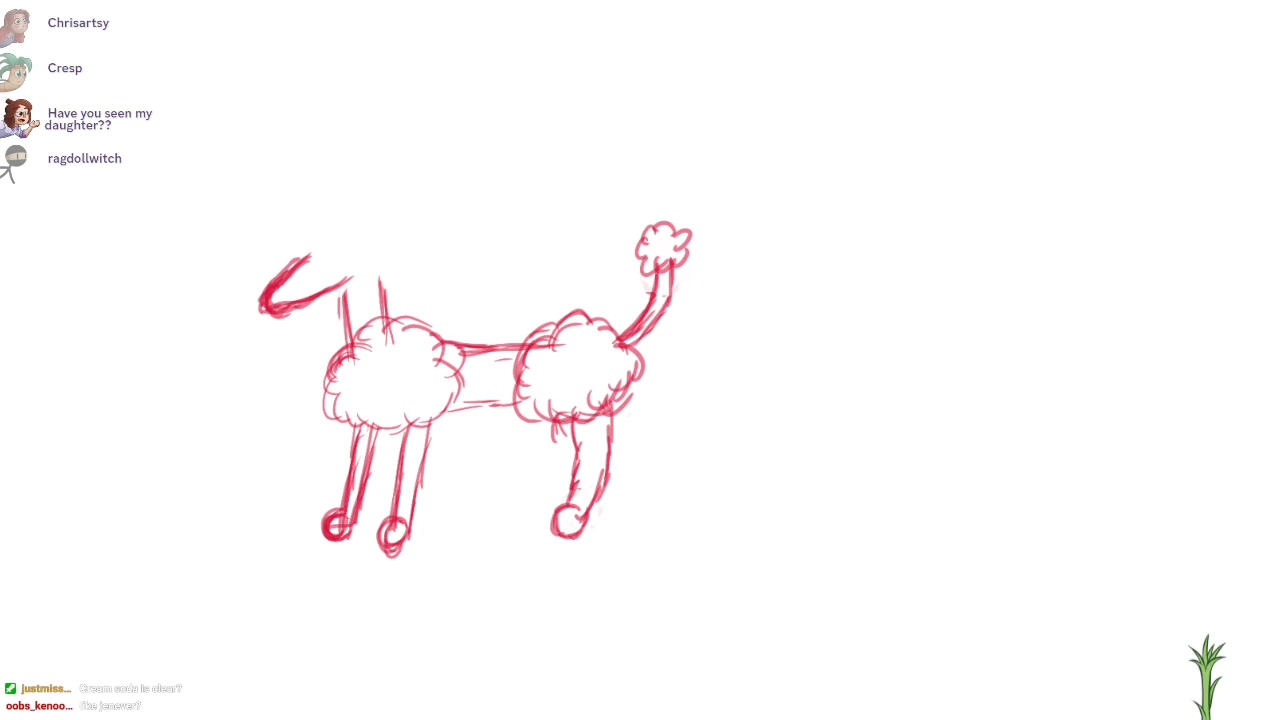 Chrisartsy
Cresp
Have you seen my
daughter??
ragdollwitch
justmiss... Cream soda is clear?
oobs_kenoo... like jenever?